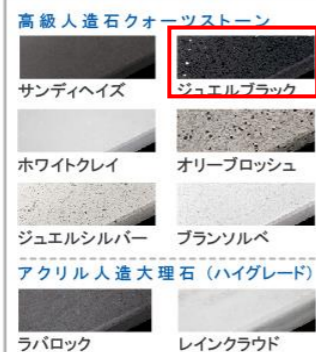 高級人造石クォーツストーン
サンディヘイズ ジュエルブラック
ホワイトクレイ オリーブロッシュ
ジュエルシルバー ブランソルベ
アクリル人造大理石（ハイグレード）
ラバロック レインクラウド